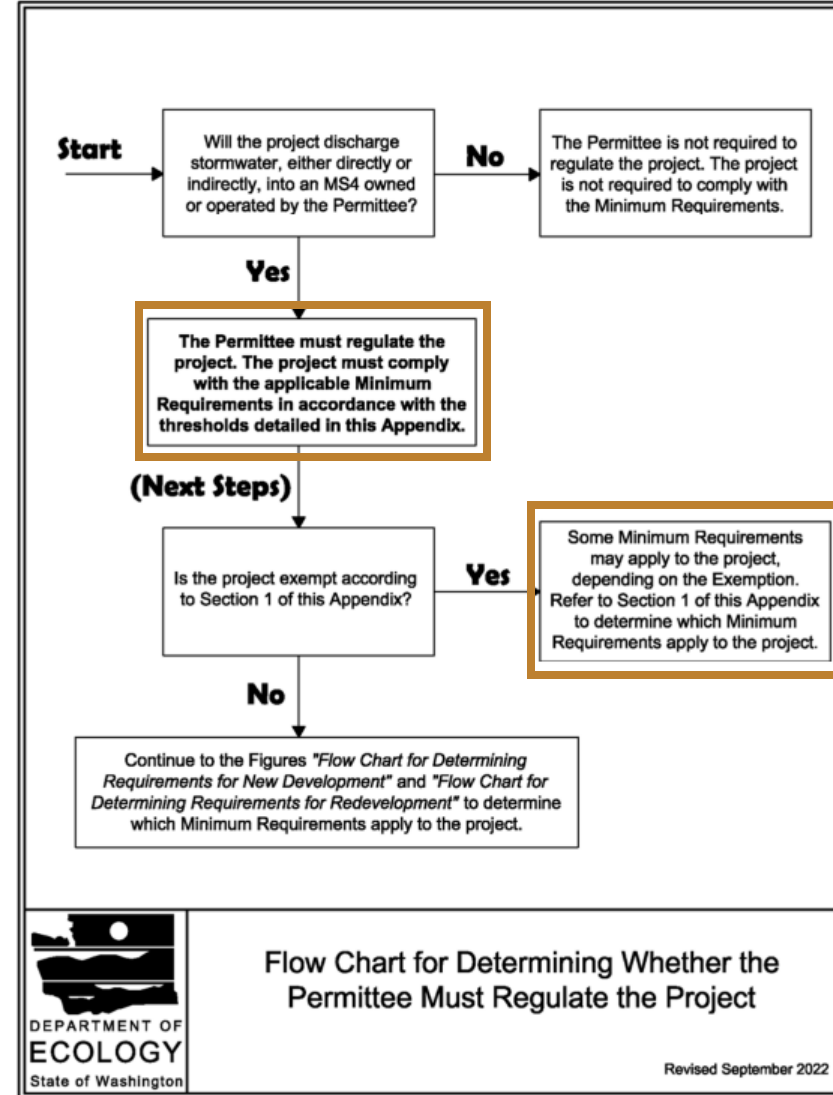 Start
Will the project discharge
stormwater, either directly or
indirectly, into an MS4 owned
or operated by the Permittee?
No
The Permittee is not required to
regulate the project. The project
is not required to comply with
the Minimum Requirements.
Yes
The Permittee must regulate the
project. The project must comply
with the applicable Minimum
Requirements in accordance with the
thresholds detailed in this Appendix.
(Next Steps)
Is the project exempt according
to Section 1 of this Appendix?
Yes
Some Minimum Requirements
may apply to the project,
depending on the Exemption.
Refer to Section 1 of this Appendix
to determine which Minimum
Requirements apply to the project.
No
Continue to the Figures "Flow Chart for Determining
Requirements for New Development" and "Flow Chart for
Determining Requirements for Redevelopment" to determine
which Minimum Requirements apply to the project.
DEPARTMENT OF
ECOLOGY
State of Washington
Flow Chart for Determining Whether the
Permittee Must Regulate the Project
Revised September 2022